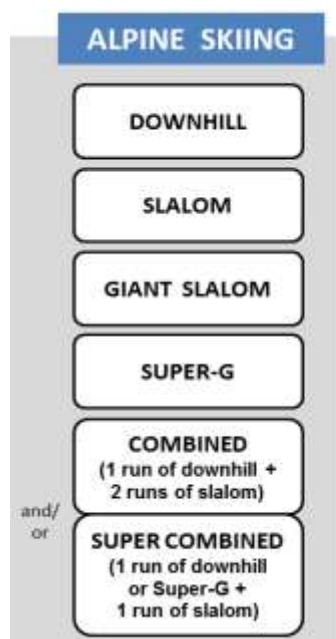 ALPINE SKIING
DOWNHILL
SLALOM
GIANT SLALOM
SUPER-G
COMBINED
(1 run of downhill +
2 runs of slalom)
and/
or
SUPER COMBINED
(1 run of downhill
or Super-G +
1 run of slalom)